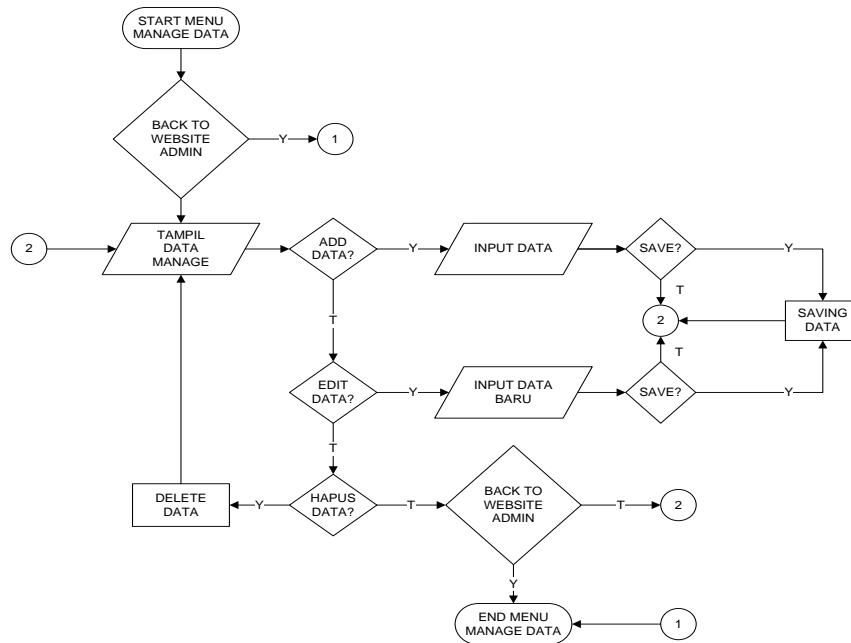 START MENU
MANAGE DATA
BACK TO
WEBSITE
ADMIN
Y
1
2
TAMPIL
DATA
MANAGE
ADD
DATA?
Y
INPUT DATA
SAVE?
Y
T
T
2
SAVING
DATA
T
EDIT
DATA?
Y
INPUT DATA
BARU
SAVE?
Y
T
DELETE
DATA
Y
HAPUS
DATA?
T
BACK TO
WEBSITE
ADMIN
T
2
Y
END MENU
MANAGE DATA
1